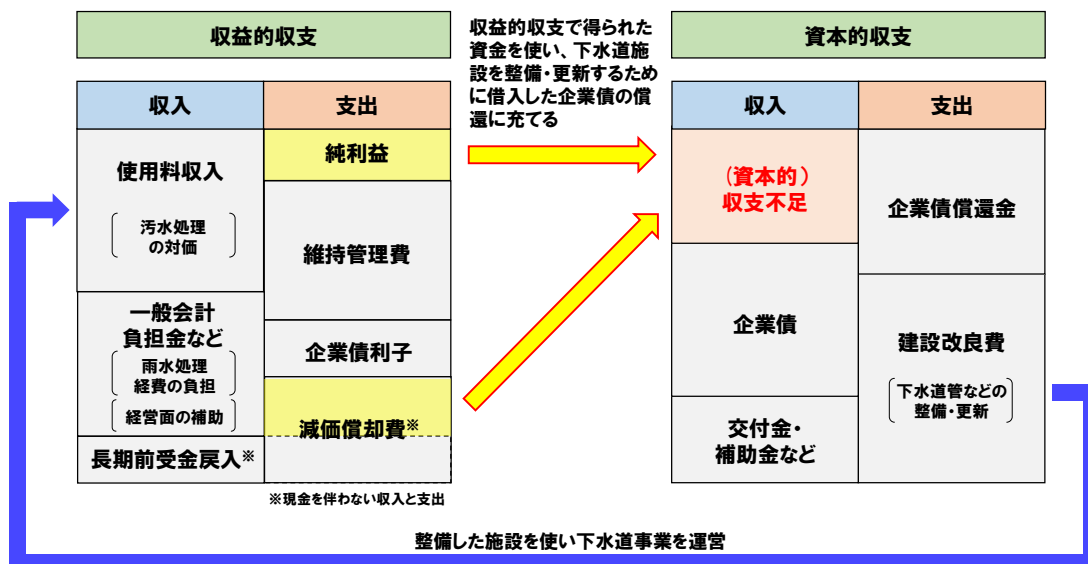 収益的収支
収益的収支で得られた
資金を使い、下水道施
設を整備・更新するため
に借入した企業債の償
還に充てる
資本的収支
収入
支出
使用料収入
汚水処理
の対価
一般会計
負担金など
雨水処理
経費の負担
経営面の補助
長期前受金戻入※
純利益
維持管理費
企業債利子
減価償却費※
※現金を伴わない収入と支出
収入
支出
（資本的）
収支不足
企業債
交付金・
補助金など
企業債償還金
建設改良費
下水道管などの
整備・更新
整備した施設を使い下水道事業を運営